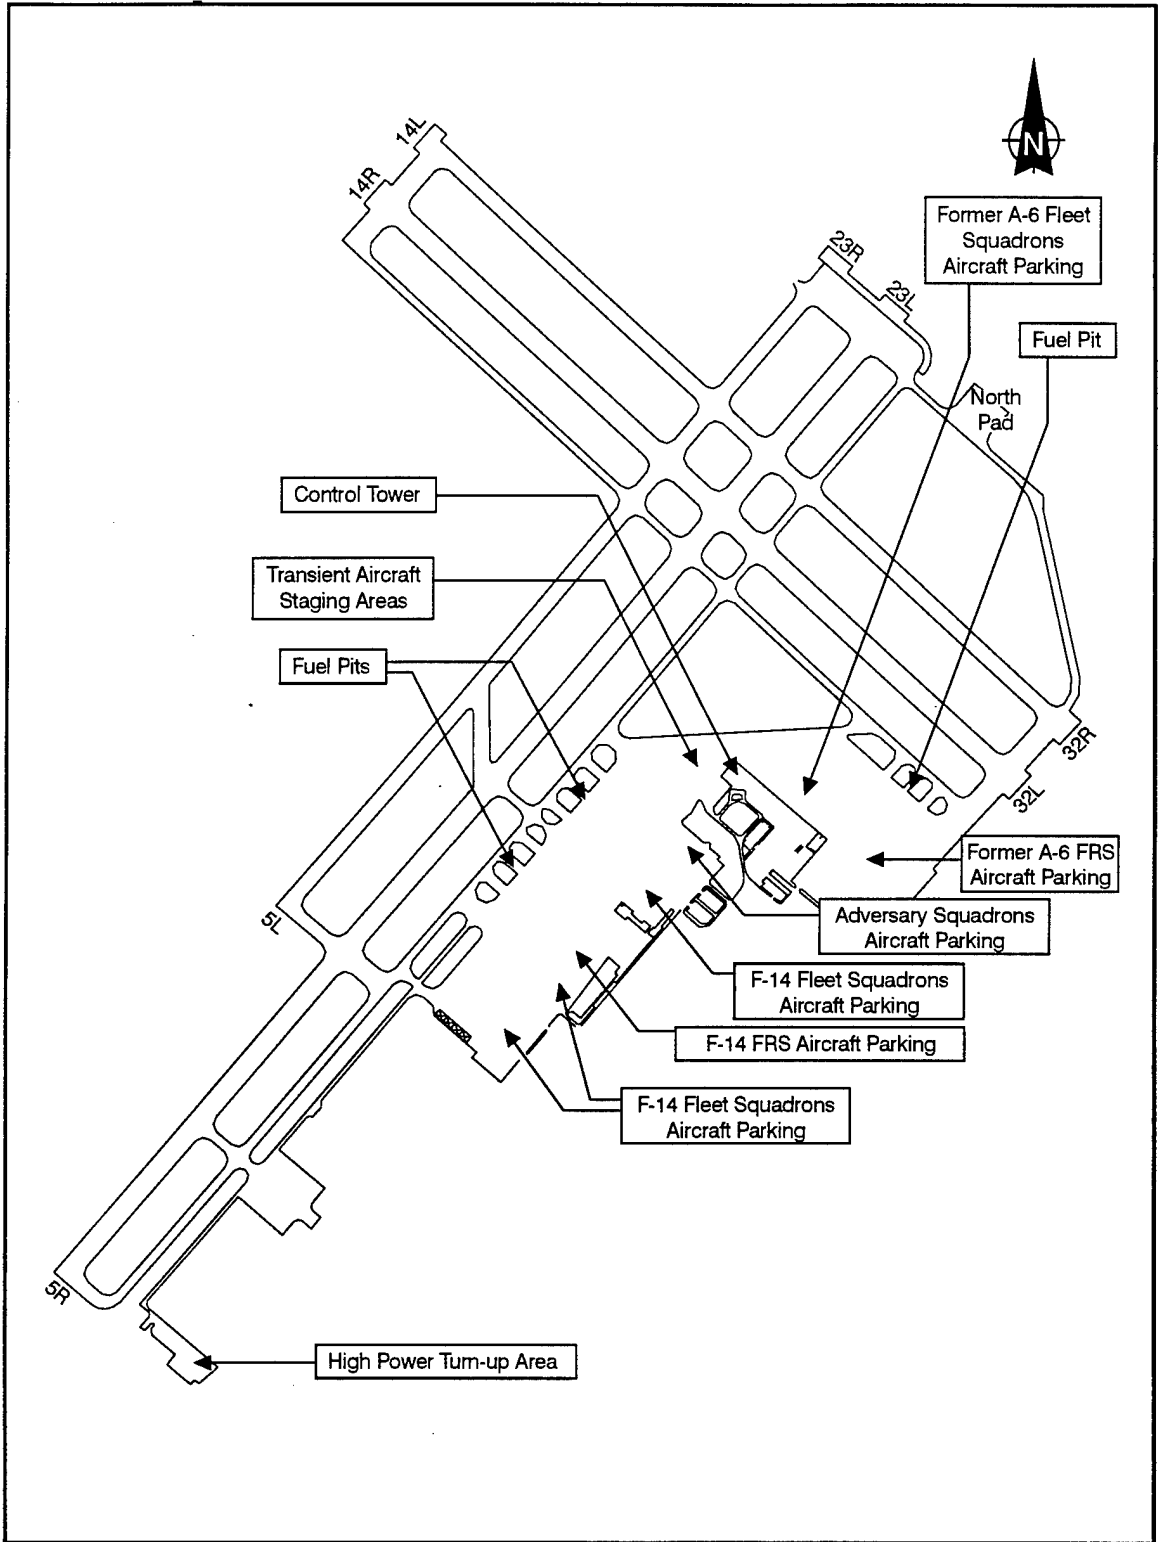 14L
14R
N
Former A-6 Fleet
Squadrons
Aircraft Parking
23R
23L
Fuel Pit
North
Pad
Control Tower
Transient Aircraft
Staging Areas
Fuel Pits
32R
32L
Former A-6 FRS
Aircraft Parking
5L
Adversary Squadrons
Aircraft Parking
F-14 Fleet Squadrons
Aircraft Parking
F-14 FRS Aircraft Parking
F-14 Fleet Squadrons
Aircraft Parking
5R
High Power Turn-up Area